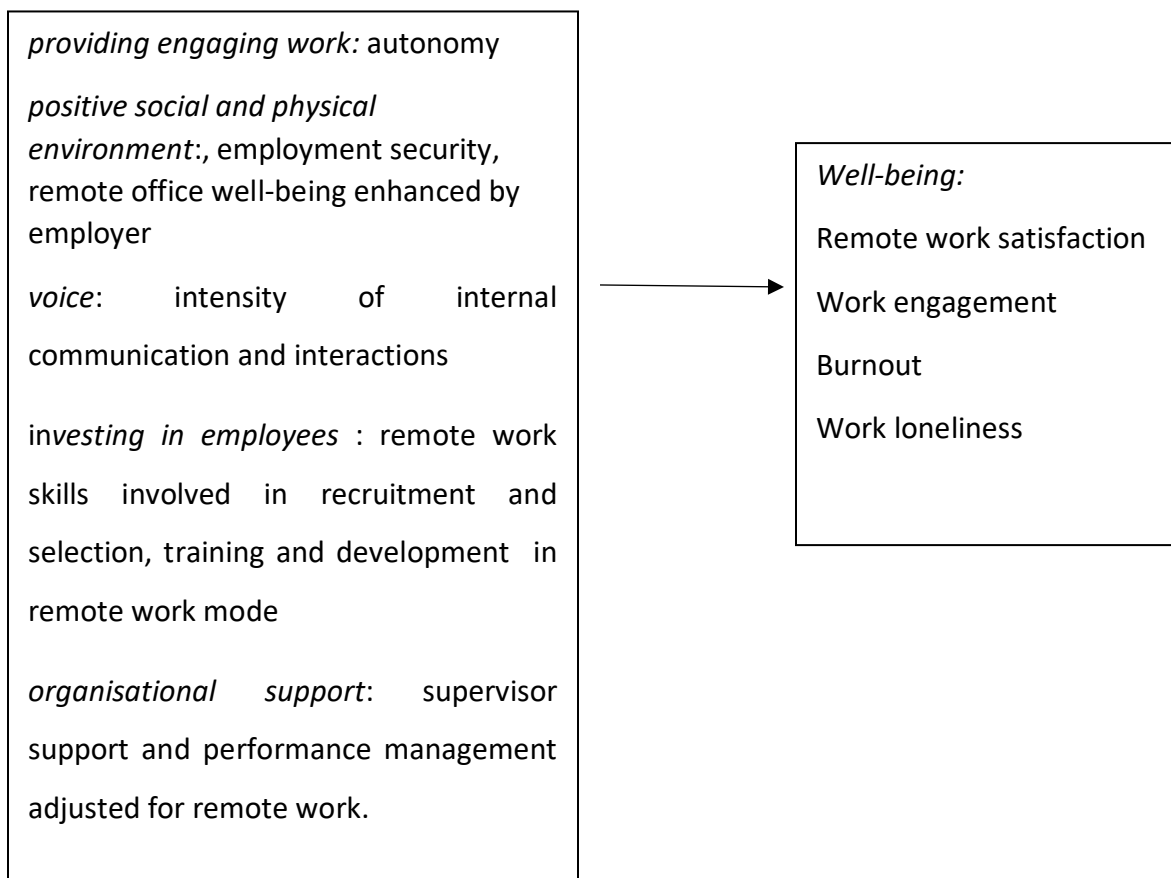 providing engaging work: autonomy
positive social and physical
environment:, employment security,
remote office well-being enhanced by
employer
voice: intensity of internal
communication and interactions
investing in employees : remote work
skills involved in recruitment and
selection, training and development in
remote work mode
organisational support: supervisor
support and performance management
adjusted for remote work.
Well-being:
Remote work satisfaction
Work engagement
Burnout
Work loneliness